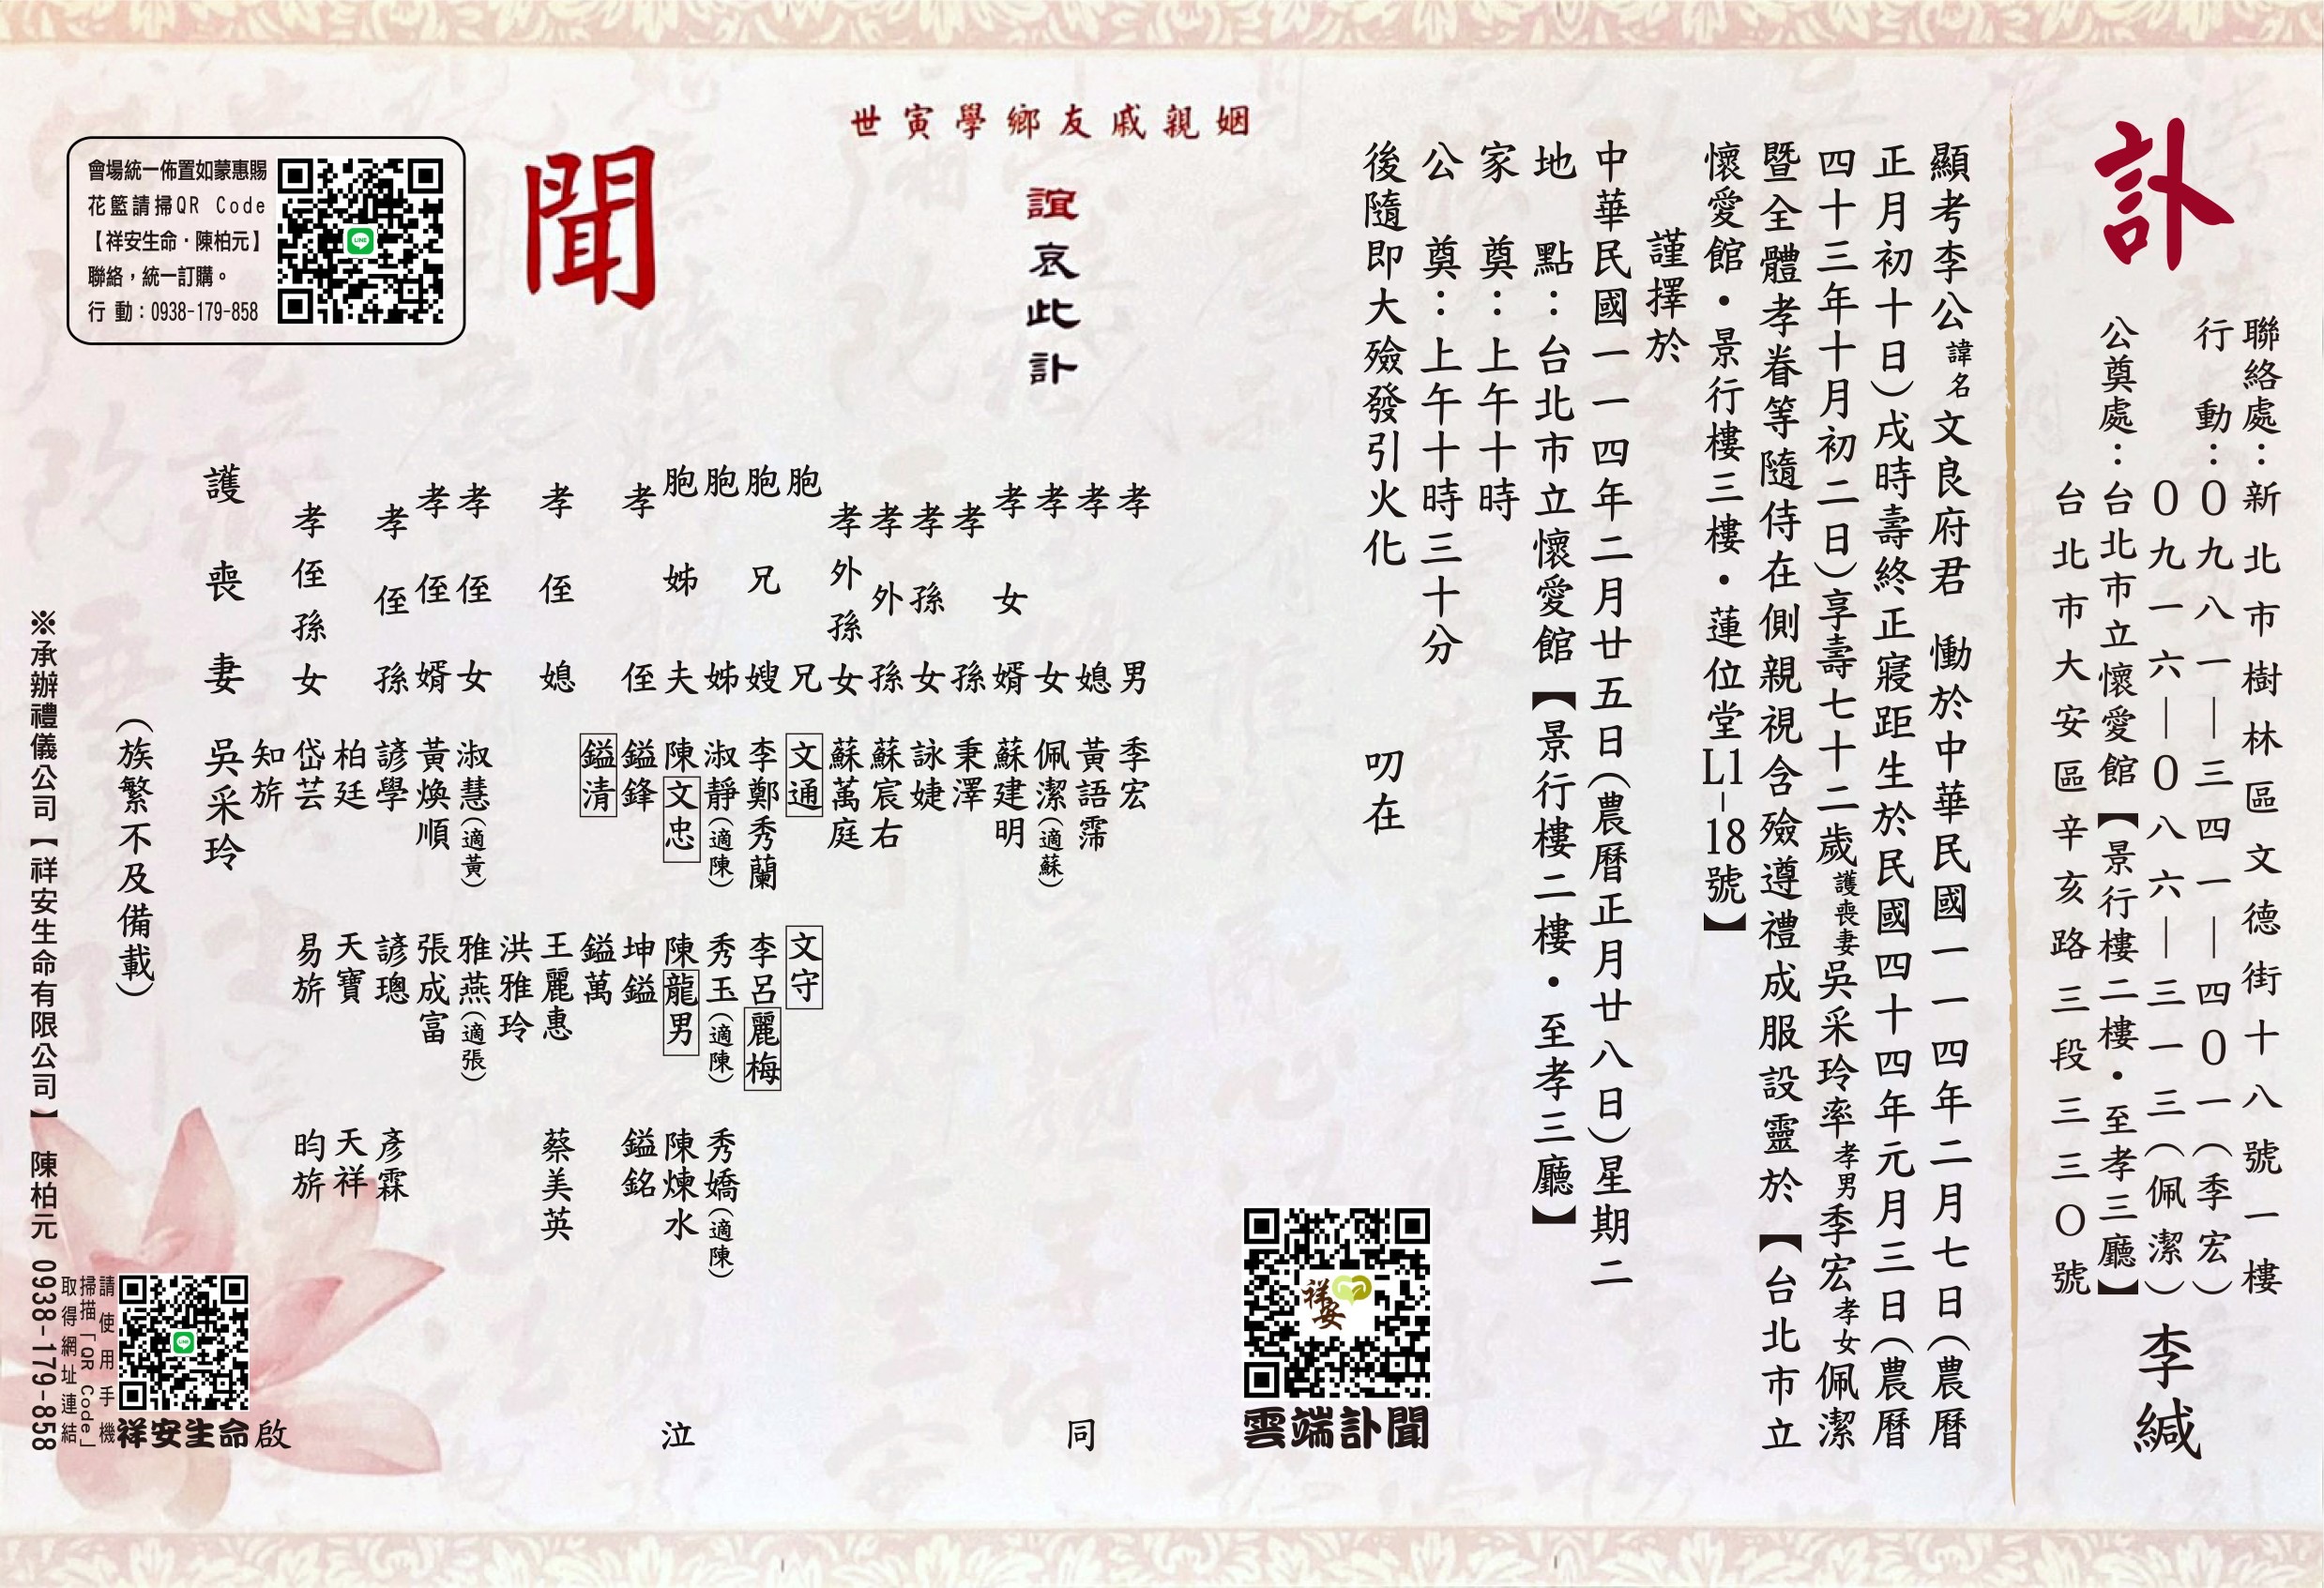 訃
聯絡處：新北市樹林區文德街十八號一樓
行動：０九八一｜三四一｜四０一（季宏）
０九一六｜０八六｜三一三（佩潔）
公奠處：台北市立懷愛館【景行樓二樓・至孝三廳】
台北市大安區辛亥路三段三三０號
李緘
顯考李公諱名文良府君　慟於中華民國一一四年二月七日（農曆
正月初十日）戌時壽終正寢距生於民國四十四年元月三日（農曆
四十三年十月初二日）享壽七十二歲護喪妻吳采玲率孝男季宏孝女佩潔
暨全體孝眷等隨侍在側親視含殮遵禮成服設靈於【台北市立
懷愛館・景行樓三樓・蓮位堂L1-18號】
謹擇於
中華民國一一四年二月廿五日（農曆正月廿八日）星期二
地點：台北市立懷愛館【景行樓二樓・至孝三廳】
家奠：上午十時
公奠：上午十時三十分
後隨即大殮發引火化　叨在
雲端訃聞
世寅學鄉友戚親姻
誼哀此訃
聞
孝男　季宏
孝媳　黃語霈
孝女　佩潔（適蘇）
孝女婿　蘇建明
孝孫　秉澤
孝孫女　詠婕
孝外孫　蘇宸右
孝外孫女　蘇萬庭
胞兄　文通　文守
胞兄嫂　李鄭秀蘭　李呂麗梅
胞姊　淑靜（適陳）　秀玉（適陳）　秀嬌（適陳）
胞姊夫　陳文忠　陳龍男　陳煉水
孝侄　鎰鋒　坤鎰　鎰銘
鎰清　鎰萬
孝侄媳　王麗惠　蔡美英
洪雅玲
孝侄女　淑慧（適黃）　雅燕（適張）
孝侄婿　黃煥順　張成富
孝侄孫　諺學　諺璁　彥霖
柏廷　天寶　天祥
孝侄孫女　岱芸　易旂　昀旂
知旂
護喪妻　吳采玲
同
泣
啟
（族繁不及備載）
會場統一佈置如蒙惠賜
花籃請掃QR Code
【祥安生命・陳柏元】
聯絡，統一訂購。
行 動：0938-179-858
請使用手機
掃描「QR Code」
取得網址連結
祥安生命
※承辦禮儀公司【祥安生命有限公司】 陳柏元 0938-179-858